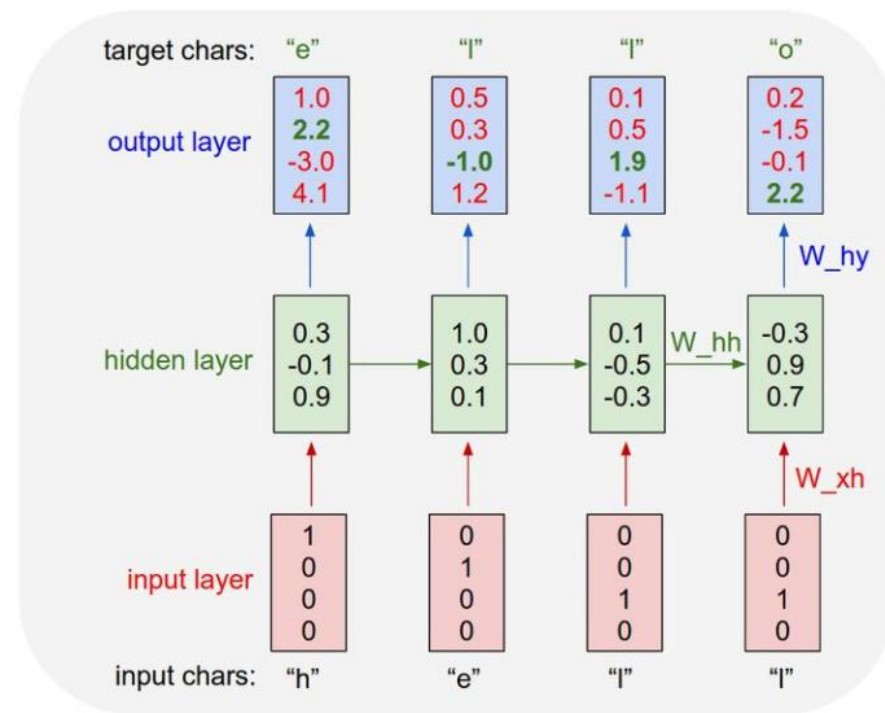 target chars: “e” “l” “l” “o”
1.0 0.5 0.1 0.2
2.2 0.3 0.5 -1.5
output layer
-3.0 -1.0 1.9 -0.1
4.1 1.2 -1.1 2.2
W_hy
0.3 1.0 0.1 -0.3
W_hh
hidden layer -0.1 0.3 -0.5 0.9
0.9 0.1 -0.3 0.7
W_xh
1 0 0 0
0 1 0 0
input layer
0 0 1 1
0 0 0 0
input chars: “h” “e” “l” “l”